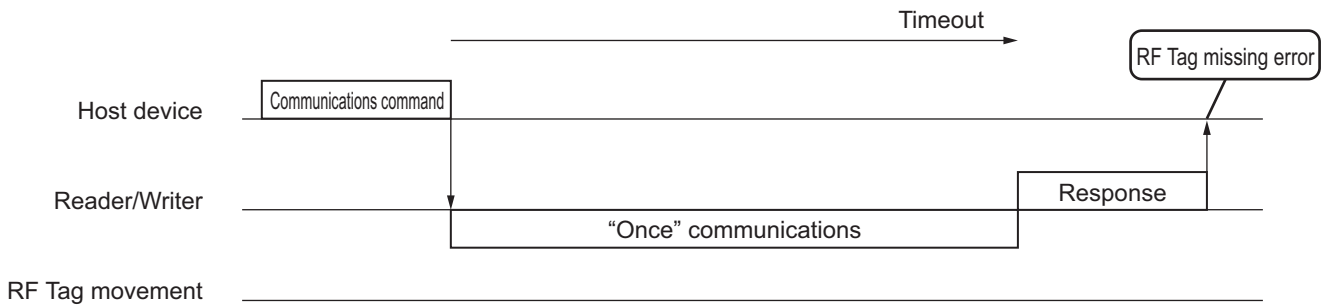 Timeout
RF Tag missing error
Communications command
Host device
Reader/Writer
Response
“Once” communications
RF Tag movement